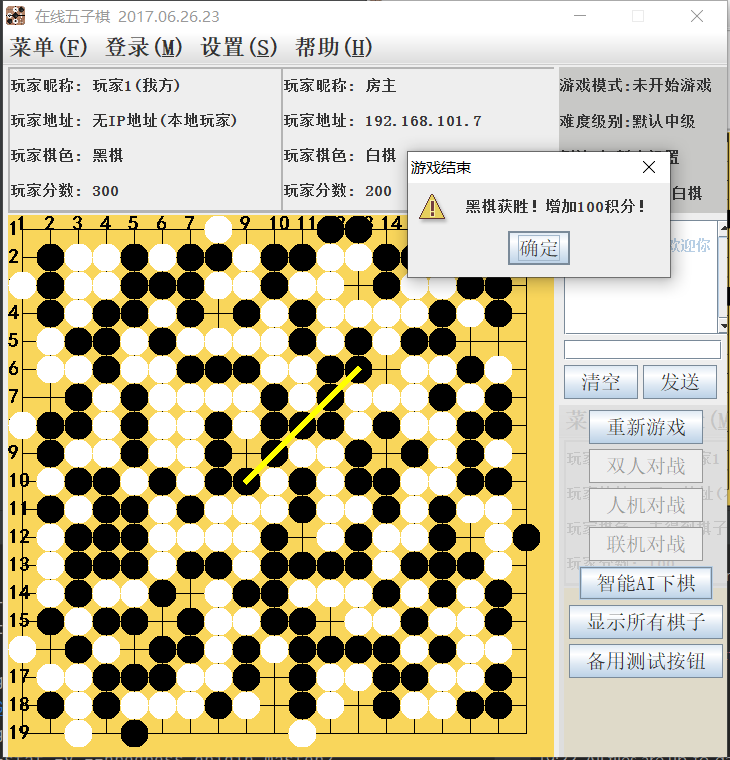 在线五子棋 2017.06.26.23
菜单(F) 登录(M) 设置(S) 帮助(H)
玩家昵称: 玩家1(我方)
玩家地址: 无IP地址(本地玩家)
玩家棋色: 黑棋
玩家分数: 300
玩家昵称: 房主
玩家地址: 192.168.101.7
玩家棋色: 白棋
玩家分数: 200
游戏模式:未开始游戏
难度级别:默认中级
白棋
游戏结束
黑棋获胜! 增加100积分!
确定
欢迎你
清空 发送
重新游戏
双人对战
人机对战
联机对战
智能AI下棋
显示所有棋子
备用测试按钮
1 2 3 4 5 6 7 8 9 10 11 12 13 14
2
3
4
5
6
7
8
9
10
11
12
13
14
15
16
17
18
19